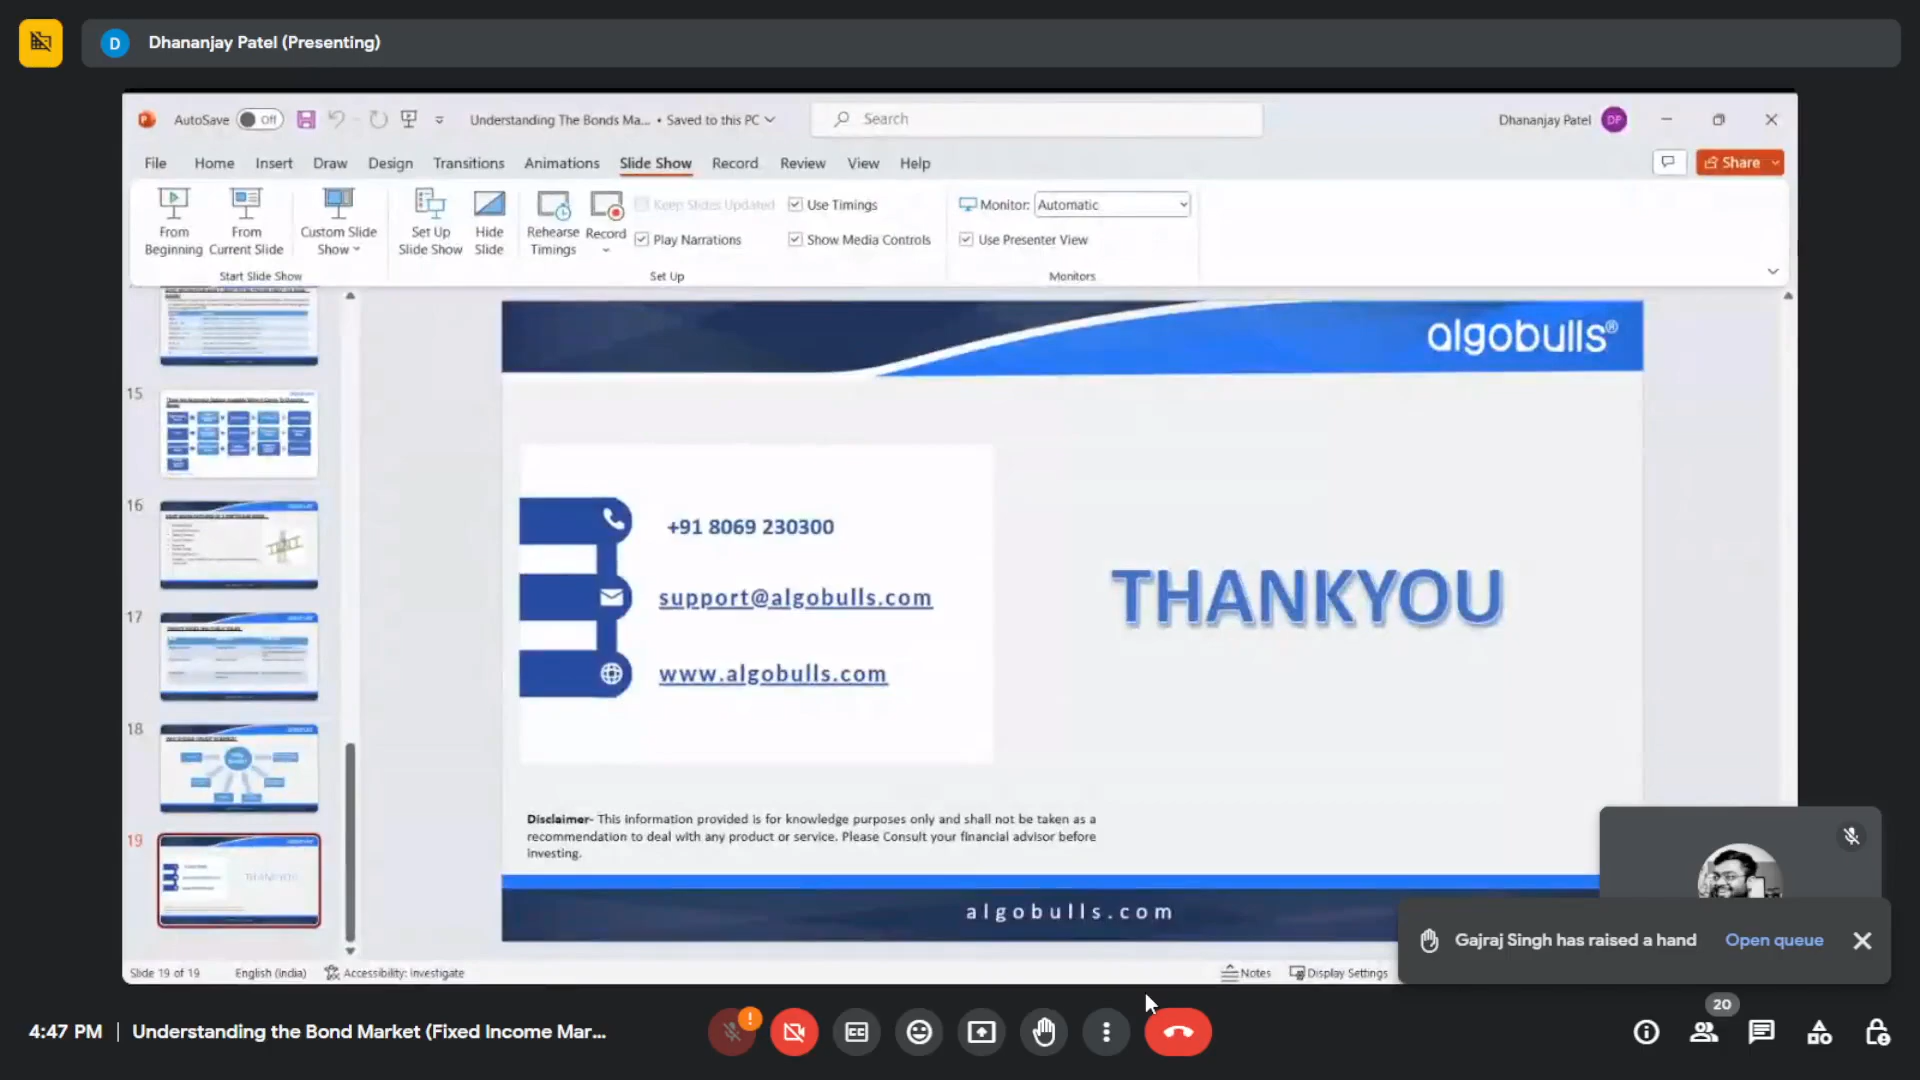 D Dhananjay Patel (Presenting)
AutoSave Off Understanding The Bonds Ma... • Saved to this PC Search Dhananjay Patel DP
File Home Insert Draw Design Transitions Animations Slide Show Record Review View Help Share
From Beginning
From Current Slide
Custom Slide Show
Start Slide Show
Set Up Slide Show
Hide Slide
Rehearse Timings
Record
Keep Slides Updated
Play Narrations
Use Timings
Show Media Controls
Set Up
Monitor: Automatic
Use Presenter View
Monitors
15
16
17
18
19
algobulls®
+91 8069 230300
support@algobulls.com
www.algobulls.com
THANKYOU
Disclaimer- This information provided is for knowledge purposes only and shall not be taken as a
recommendation to deal with any product or service. Please Consult your financial advisor before
investing.
algobulls.com
Gajraj Singh has raised a hand Open queue
Slide 19 of 19 English (India) Accessibility: Investigate Notes Display Settings
20
4:47 PM Understanding the Bond Market (Fixed Income Mar...